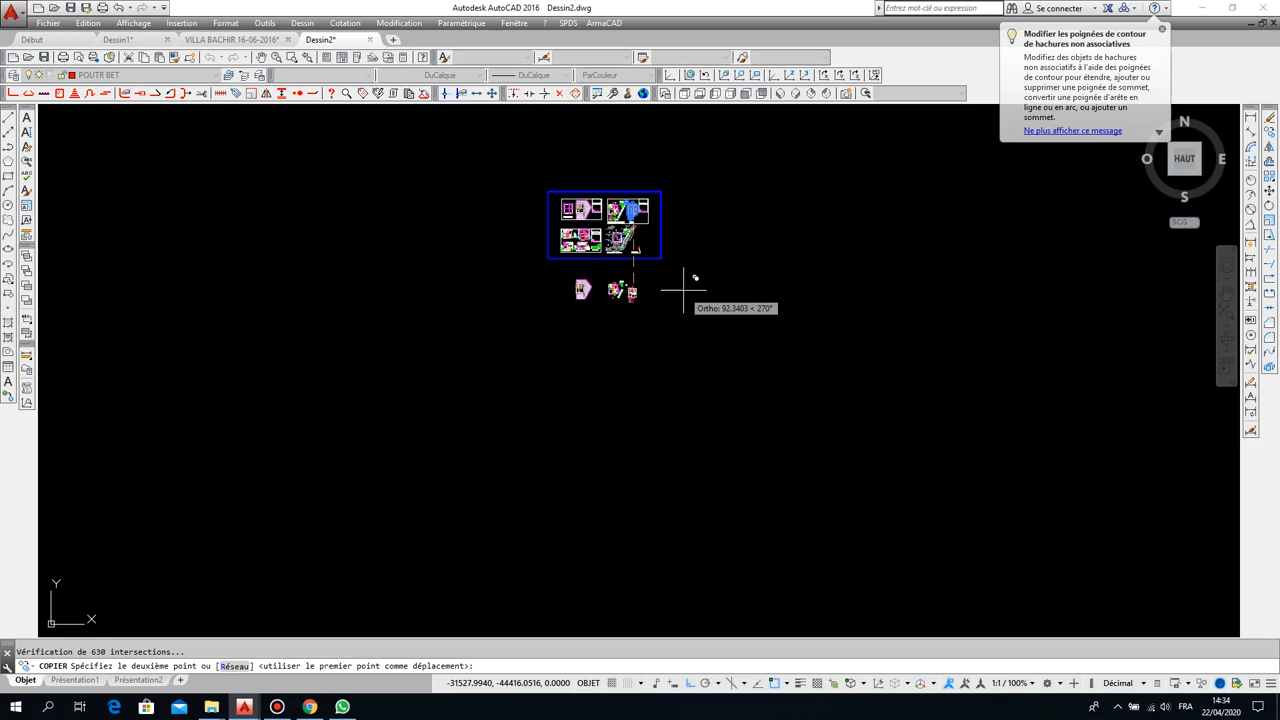 Autodesk AutoCAD 2016 Dessin2.dwg
Entrez mot-clé ou expression
Se connecter
Fichier Edition Affichage Insertion Format Outils Dessin Cotation Modification Paramétrique Fenêtre ? SPDS ArmaCAD
Début Dessin1* VILLA BACHIR 16-06-2016* Dessin2*
POUTR BET DuCalque DuCalque ParCouleur
Modifier les poignées de contour
de hachures non associatives
Modifiez des objets de hachures
non associatifs à l'aide des poignées
de contour pour étendre, ajouter ou
supprimer une poignée de sommet,
convertir une poignée d'arête en
ligne ou en arc, ou ajouter un
sommet.
Ne plus afficher ce message
N
O HAUT E
S
SCG
Ortho: 92.3403 < 270°
Y
X
Vérification de 630 intersections...
COPIER Spécifiez le deuxième point ou [Réseau] <utiliser le premier point comme déplacement>:
Objet Présentation1 Présentation2 +
-31527.9940, -44416.0516, 0.0000 OBJET 1:1 / 100% Décimal
FRA
14:34
22/04/2020